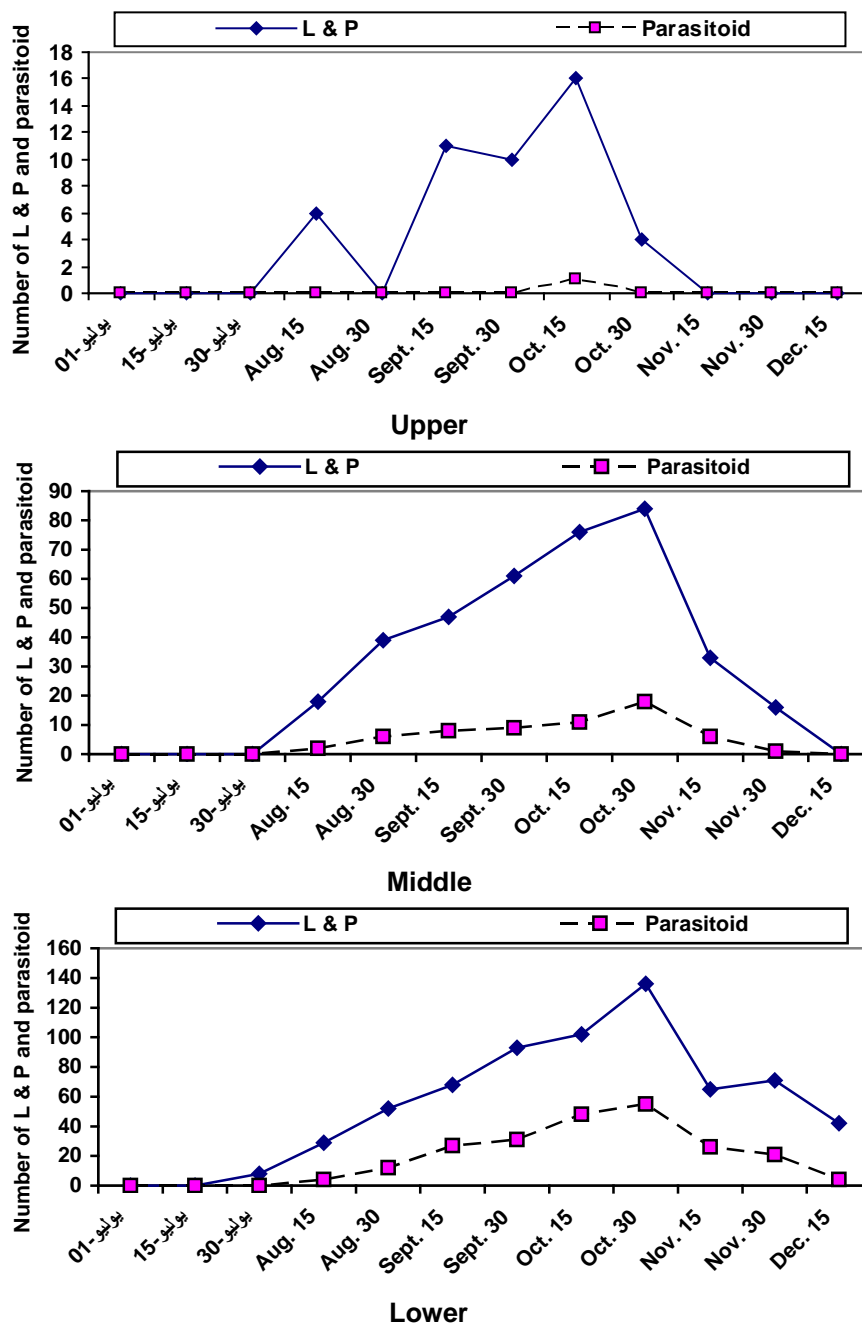 L & P Parasitoid
Number of L & P and parasitoid
18
16
14
12
10
8
6
4
2
0
01-يوليو
15-يوليو
30-يوليو
Aug. 15
Aug. 30
Sept. 15
Sept. 30
Oct. 15
Oct. 30
Nov. 15
Nov. 30
Dec. 15
Upper
L & P Parasitoid
Number of L & P and parasitoid
90
80
70
60
50
40
30
20
10
0
01-يوليو
15-يوليو
30-يوليو
Aug. 15
Aug. 30
Sept. 15
Sept. 30
Oct. 15
Oct. 30
Nov. 15
Nov. 30
Dec. 15
Middle
L & P Parasitoid
Number of L & P and parasitoid
160
140
120
100
80
60
40
20
0
01-يوليو
15-يوليو
30-يوليو
Aug. 15
Aug. 30
Sept. 15
Sept. 30
Oct. 15
Oct. 30
Nov. 15
Nov. 30
Dec. 15
Lower